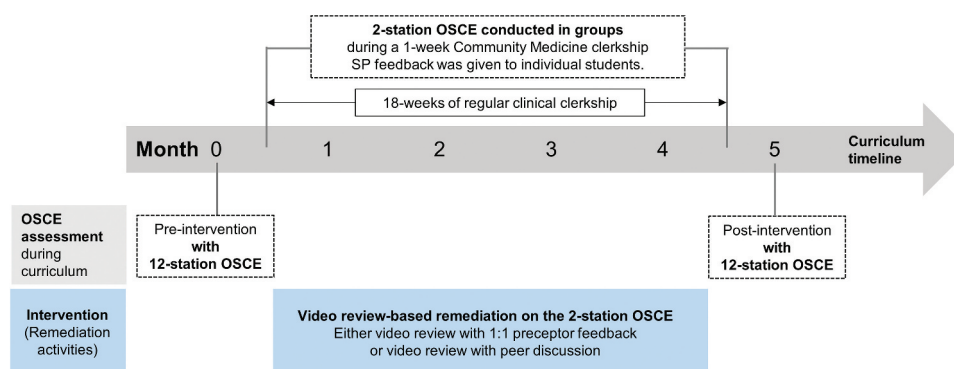 2-station OSCE conducted in groups
during a 1-week Community Medicine clerkship
SP feedback was given to individual students.
18-weeks of regular clinical clerkship
Month 0 1 2 3 4 5
Curriculum
timeline
OSCE
assessment
during
curriculum
Pre-intervention
with
12-station OSCE
Post-intervention
with
12-station OSCE
Intervention
(Remediation
activities)
Video review-based remediation on the 2-station OSCE
Either video review with 1:1 preceptor feedback
or video review with peer discussion